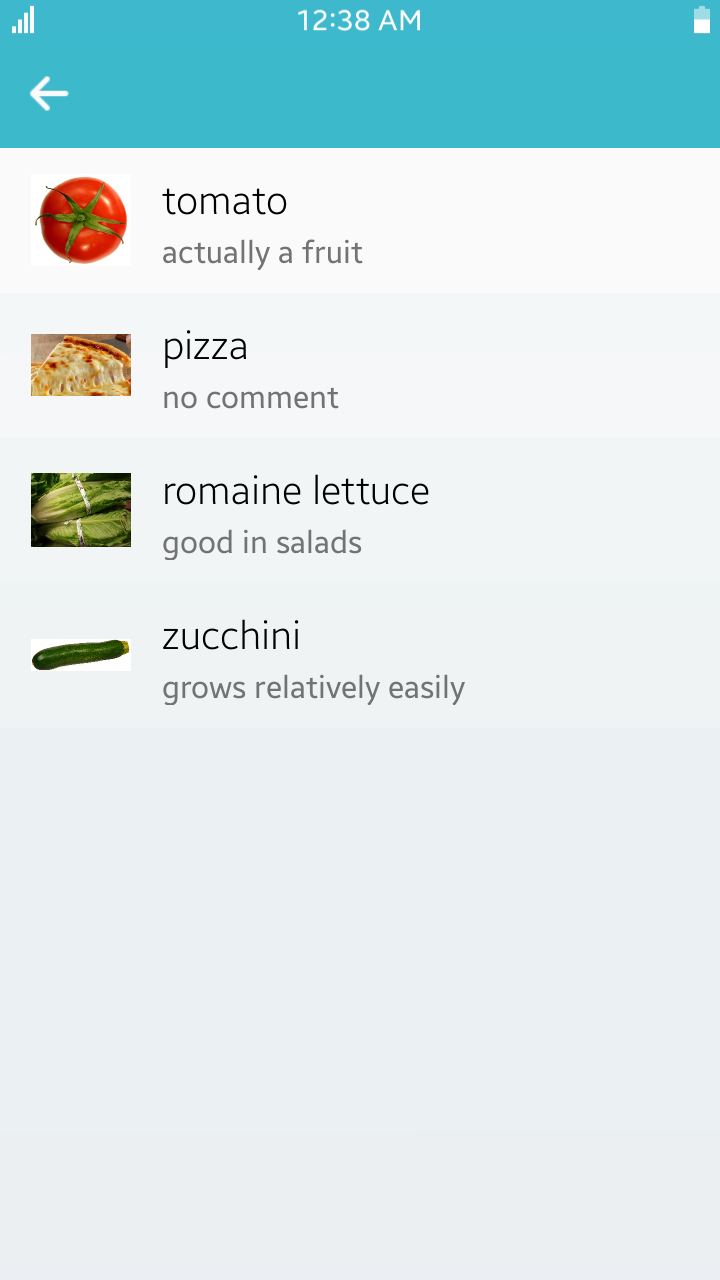 12:38 AM
tomato
actually a fruit
pizza
no comment
romaine lettuce
good in salads
zucchini
grows relatively easily